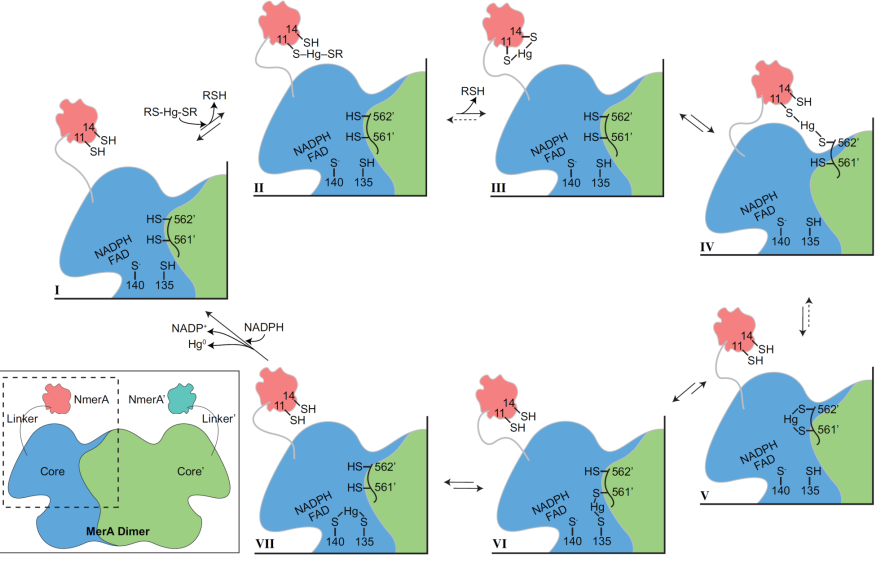 14
11
SH
SH
HS 562'
HS 561'
NADPH
FAD
S- SH
140 135
I
RS-Hg-SR
RSH
14
11
SH
S-Hg-SR
HS 562'
HS 561'
NADPH
FAD
S- SH
140 135
II
RSH
14
11
S
Hg
S
HS 562'
HS 561'
NADPH
FAD
S- SH
140 135
III
14
11
SH
S
Hg
S 562'
HS 561'
NADPH
FAD
S- SH
140 135
IV
14
11
SH
SH
S 562'
Hg
S 561'
NADPH
FAD
S- SH
140 135
V
14
11
SH
SH
HS 562'
S 561'
Hg
NADPH
FAD
S- S
140 135
VI
14
11
SH
SH
HS 562'
HS 561'
NADPH
FAD
Hg
S S
140 135
VII
NADP+ NADPH
Hg0
NmerA NmerA'
Linker Linker'
Core Core'
MerA Dimer